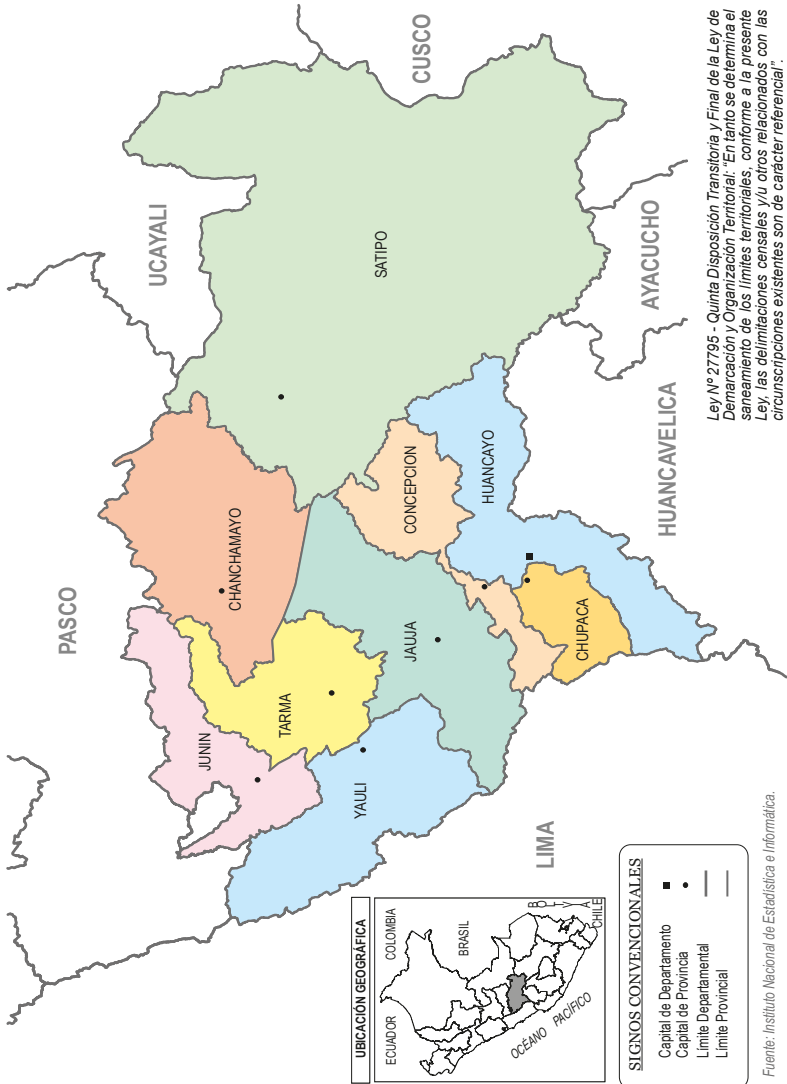 PASCO
UCAYALI
CUSCO
AYACUCHO
HUANCAVELICA
LIMA
JUNIN
TARMA
CHANCHAMAYO
SATIPO
YAULI
JAUJA
CONCEPCION
HUANCAYO
CHUPACA
UBICACIÓN GEOGRÁFICA
ECUADOR
COLOMBIA
BRASIL
BOLIVIA
CHILE
OCÉANO PACÍFICO
SIGNOS CONVENCIONALES
Capital de Departamento
Capital de Provincia
Límite Departamental
Límite Provincial
Fuente: Instituto Nacional de Estadística e Informática.
Ley Nº 27795 - Quinta Disposición Transitoria y Final de la Ley de
Demarcación y Organización Territorial: "En tanto se determina el
saneamiento de los límites territoriales, conforme a la presente
Ley, las delimitaciones censales y/u otros relacionados con las
circunscripciones existentes son de carácter referencial".